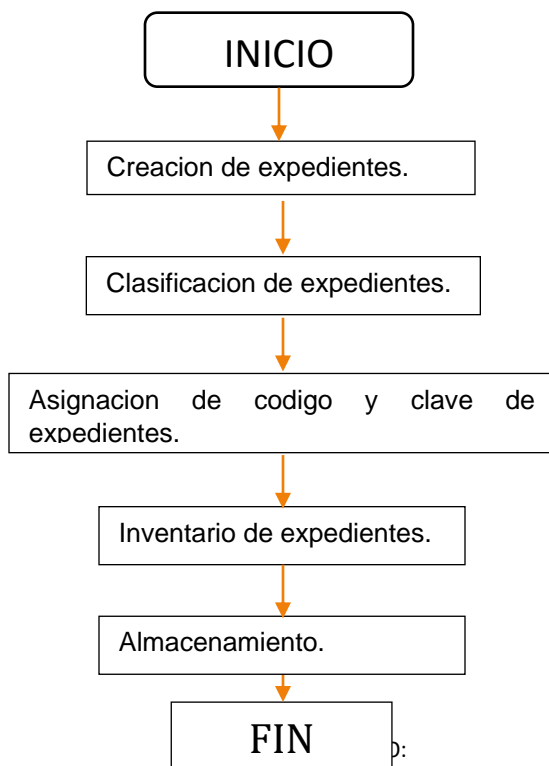 INICIO
Creacion de expedientes.
Clasificacion de expedientes.
Asignacion de codigo y clave de
expedientes.
Inventario de expedientes.
Almacenamiento.
FIN